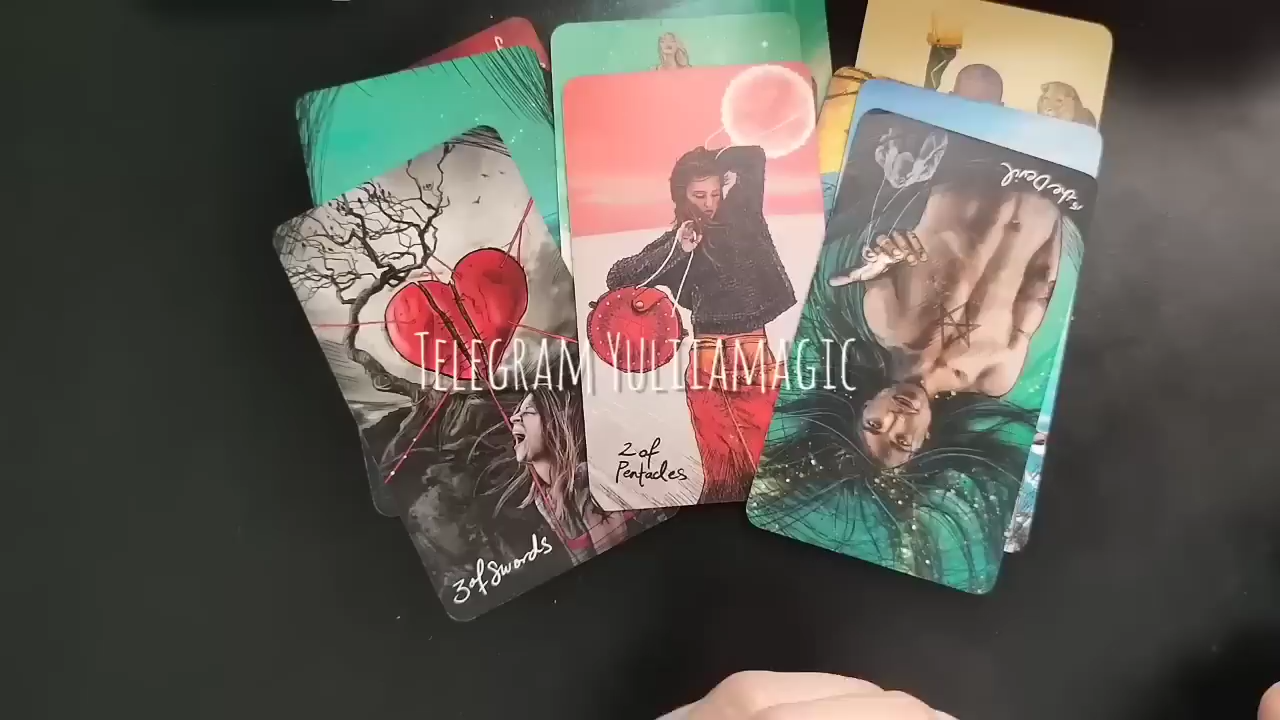 the Devil
Telegram Yuliiamagic
2 of
Pentacles
3 of Swords